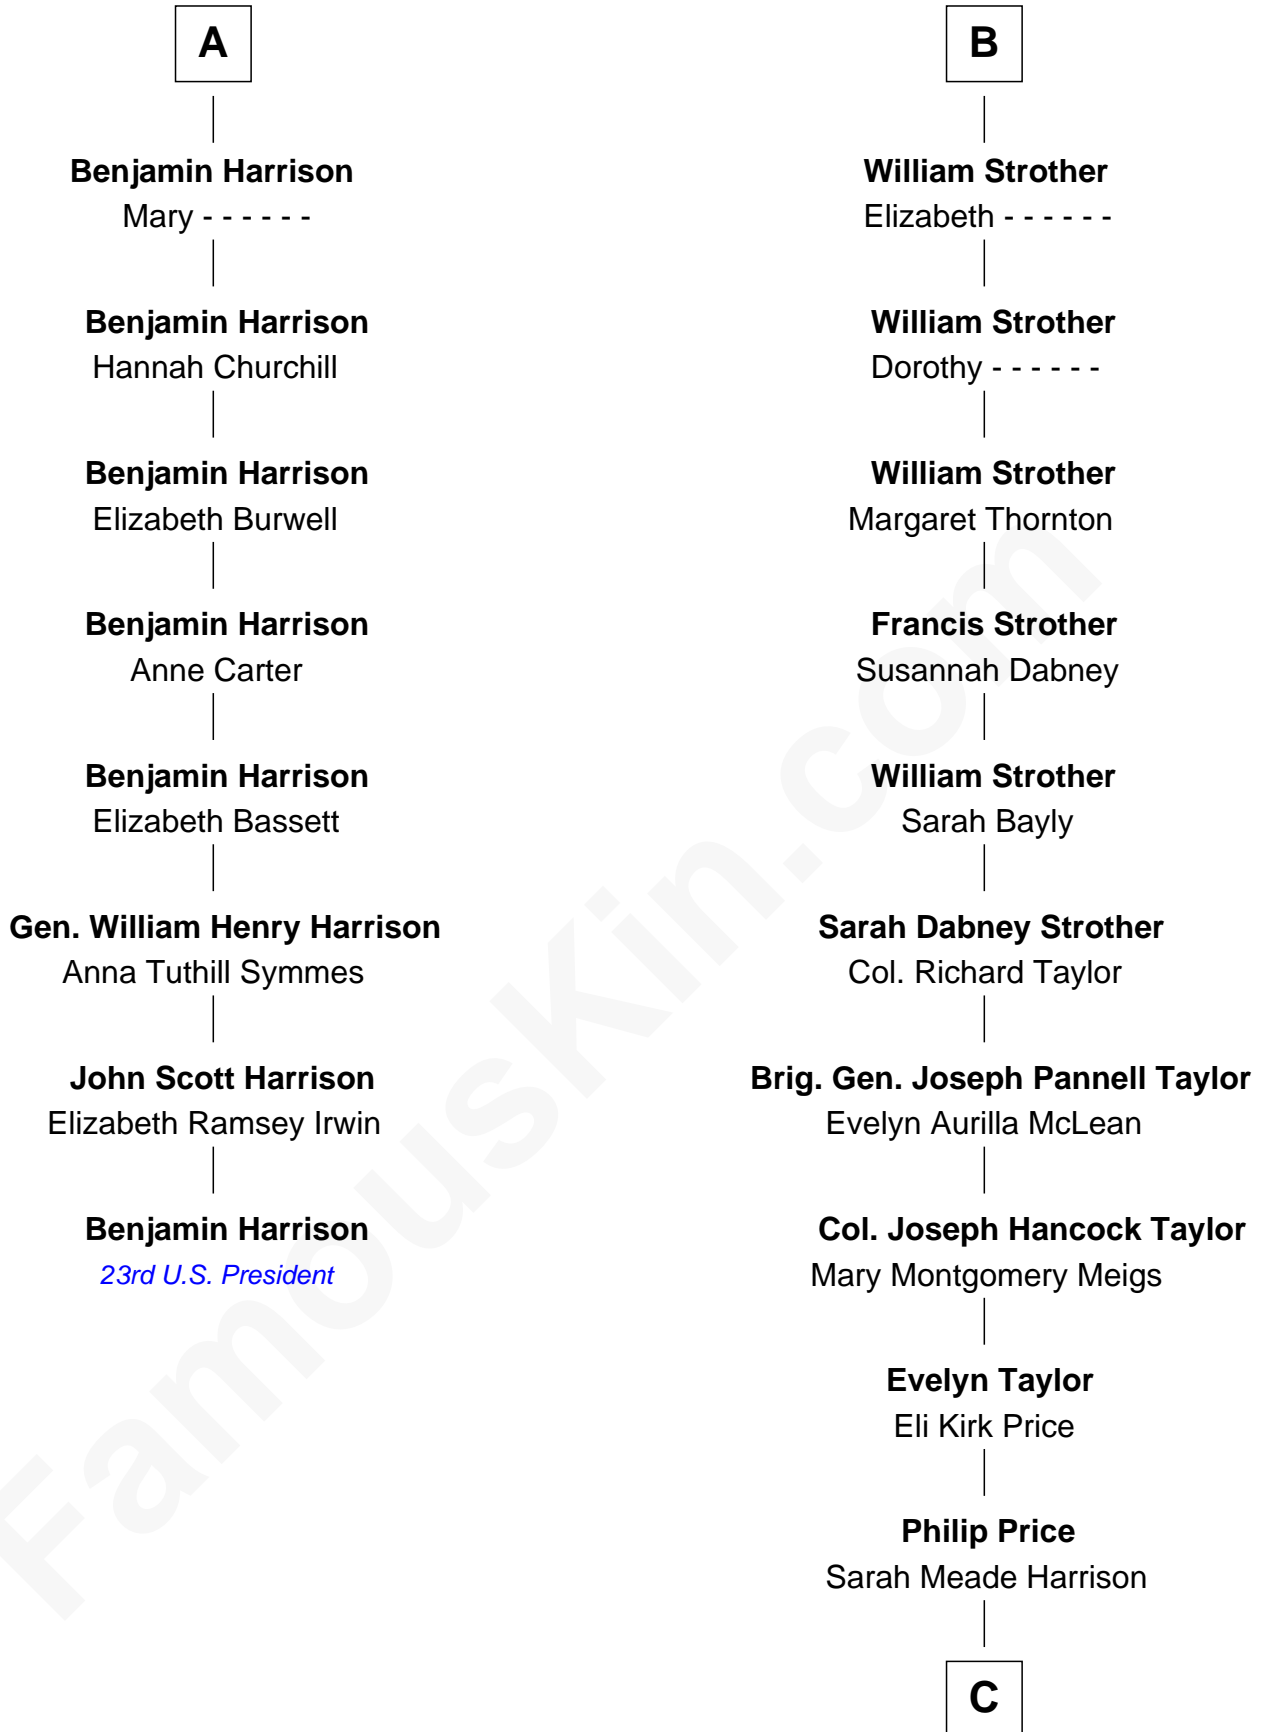 A
Benjamin Harrison
Mary - - - - - -
Benjamin Harrison
Hannah Churchill
Benjamin Harrison
Elizabeth Burwell
Benjamin Harrison
Anne Carter
Benjamin Harrison
Elizabeth Bassett
Gen. William Henry Harrison
Anna Tuthill Symmes
John Scott Harrison
Elizabeth Ramsey Irwin
Benjamin Harrison
23rd U.S. President
B
William Strother
Elizabeth - - - - - -
William Strother
Dorothy - - - - - -
William Strother
Margaret Thornton
Francis Strother
Susannah Dabney
William Strother
Sarah Bayly
Sarah Dabney Strother
Col. Richard Taylor
Brig. Gen. Joseph Pannell Taylor
Evelyn Aurilla McLean
Col. Joseph Hancock Taylor
Mary Montgomery Meigs
Evelyn Taylor
Eli Kirk Price
Philip Price
Sarah Meade Harrison
C
FamousKin.com